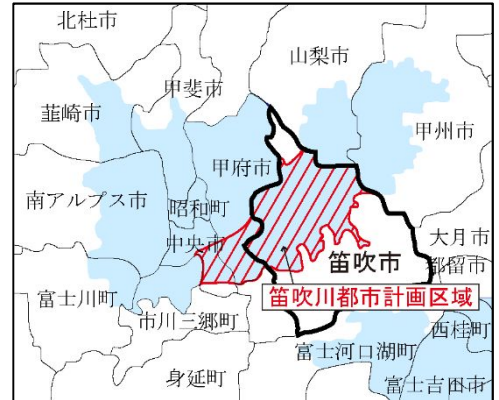 北杜市
山梨市
甲斐市
韮崎市
甲州市
甲府市
南アルプス市
昭和町
大月市
中央市
笛吹市
都留市
笛吹川都市計画区域
富士川町
市川三郷町
西桂町
富士河口湖町
身延町
富士吉田市